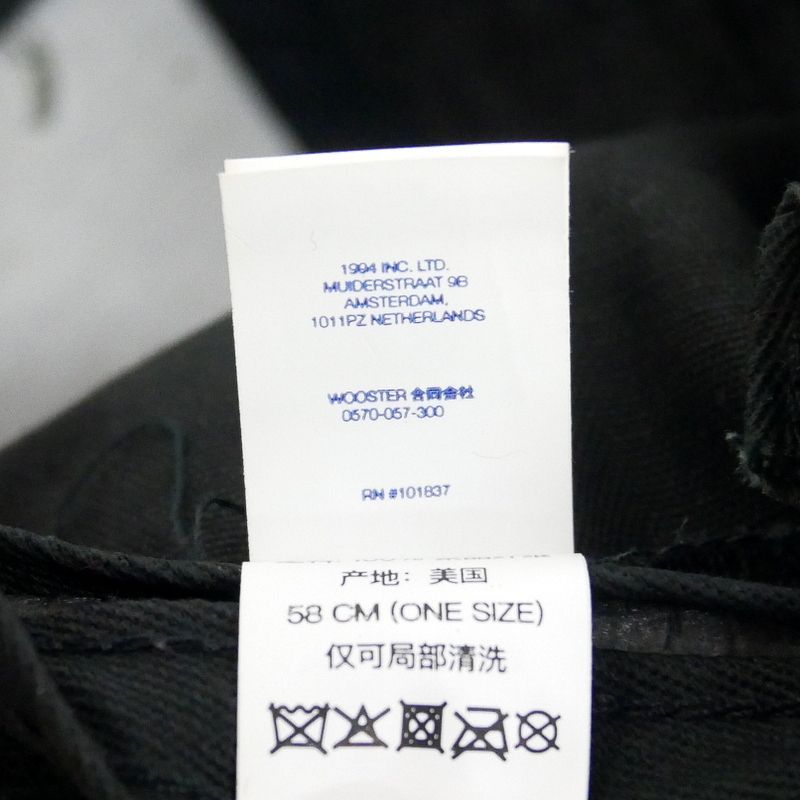 1994 INC. LTD.
MUIDERSTRAAT 9B
AMSTERDAM,
1011PZ NETHERLANDS
WOOSTER 合同会社
0570-057-300
RN #101837
产地: 美国
58 CM (ONE SIZE)
仅可局部清洗